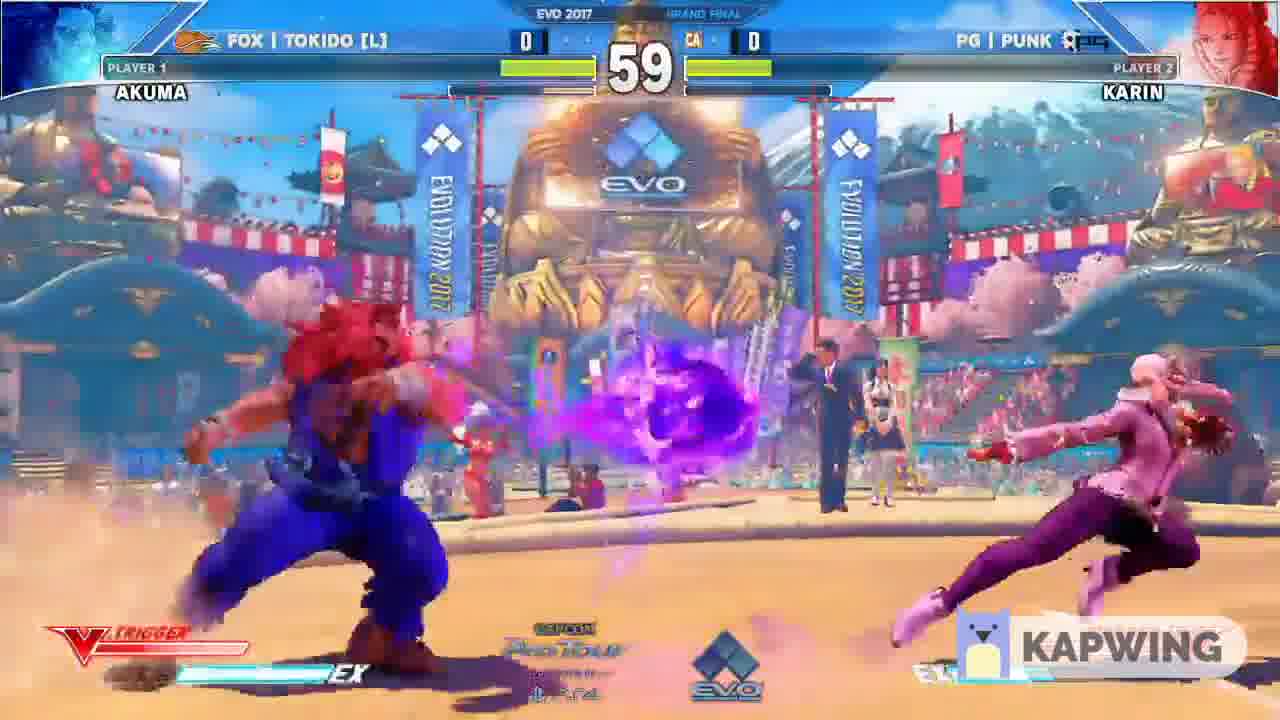 EVO 2017 GRAND FINAL
FOX | TOKIDO [L]
0
CA
0
PG | PUNK
59
PLAYER 1
PLAYER 2
AKUMA
KARIN
EVO
EVOLUTION 2017
EVOLUTION 2017
V TRIGGER
EX
CAPCOM
PRO TOUR
EVO
KAPWING